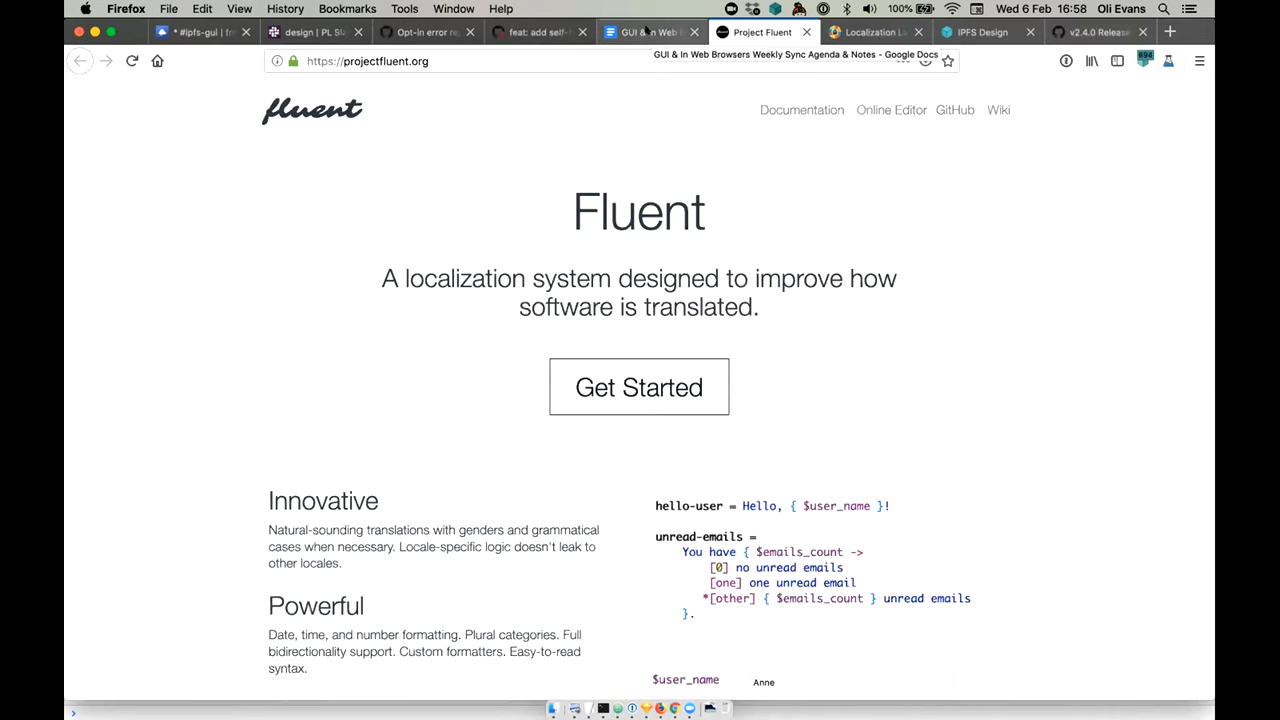 Firefox File Edit View History Bookmarks Tools Window Help 100% Wed 6 Feb 16:58 Oli Evans
* #ipfs-gui | fr design | PL Sl Opt-in error re feat: add self- GUI & In Web B Project Fluent Localization L IPFS Design v2.4.0 Release
GUI & In Web Browsers Weekly Sync Agenda & Notes - Google Docs
https://projectfluent.org
694
fluent
Documentation Online Editor GitHub Wiki
Fluent
A localization system designed to improve how
software is translated.
Get Started
Innovative
Natural-sounding translations with genders and grammatical
cases when necessary. Locale-specific logic doesn't leak to
other locales.
Powerful
Date, time, and number formatting. Plural categories. Full
bidirectionality support. Custom formatters. Easy-to-read
syntax.
hello-user = Hello, { $user_name }!
unread-emails =
You have { $emails_count ->
[0] no unread emails
[one] one unread email
*[other] { $emails_count } unread emails
}.
$user_name Anne